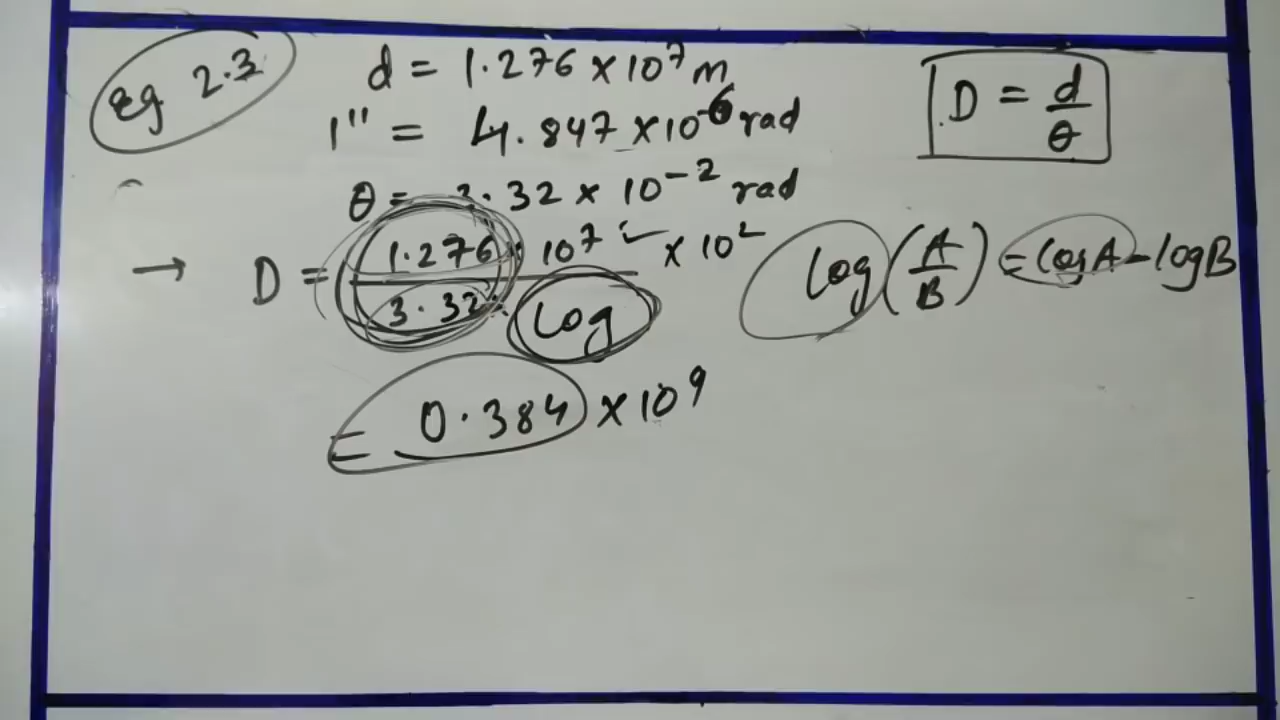 eg 2.3
d = 1.276 × 10⁷ m
D = d/θ
1'' = 4.847 × 10⁻⁶ rad
θ = 3.32 × 10⁻² rad
→ D = 1.276 × 10⁷ × 10²
3.32
log
log(A/B) = logA - logB
= 0.384 × 10⁹